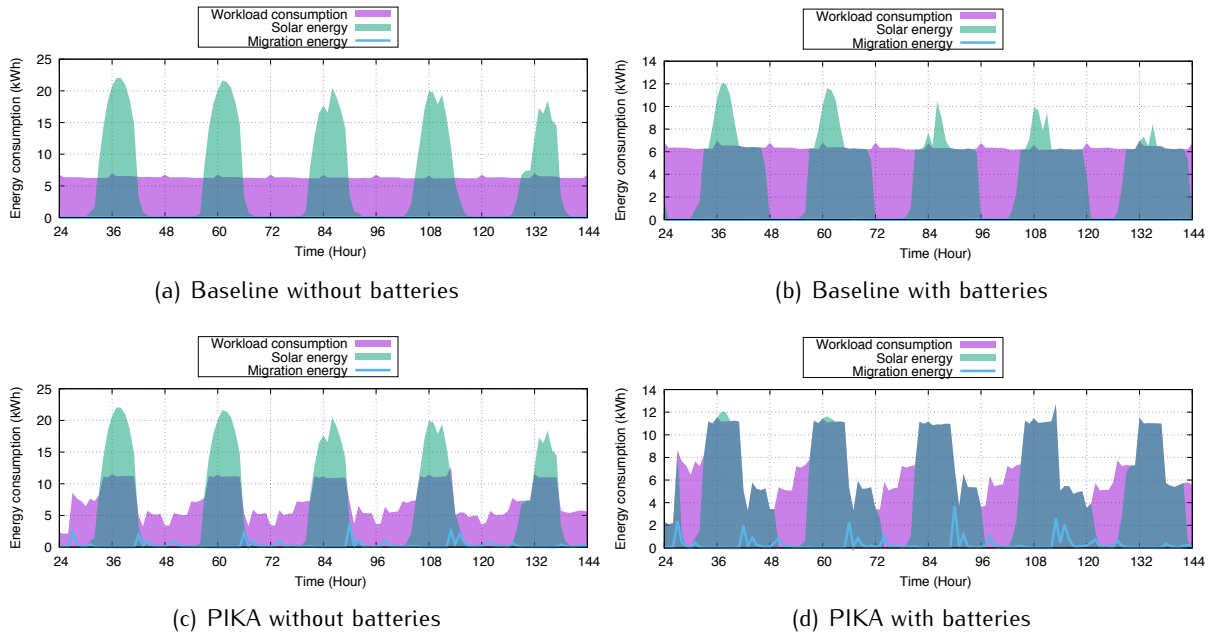 Workload consumption
Solar energy
Migration energy
Energy consumption (kWh)
25
20
15
10
5
0
24 36 48 60 72 84 96 108 120 132 144
Time (Hour)
(a) Baseline without batteries
Workload consumption
Solar energy
Migration energy
Energy consumption (kWh)
14
12
10
8
6
4
2
0
24 36 48 60 72 84 96 108 120 132 144
Time (Hour)
(b) Baseline with batteries
Workload consumption
Solar energy
Migration energy
Energy consumption (kWh)
25
20
15
10
5
0
24 36 48 60 72 84 96 108 120 132 144
Time (Hour)
(c) PIKA without batteries
Workload consumption
Solar energy
Migration energy
Energy consumption (kWh)
14
12
10
8
6
4
2
0
24 36 48 60 72 84 96 108 120 132 144
Time (Hour)
(d) PIKA with batteries